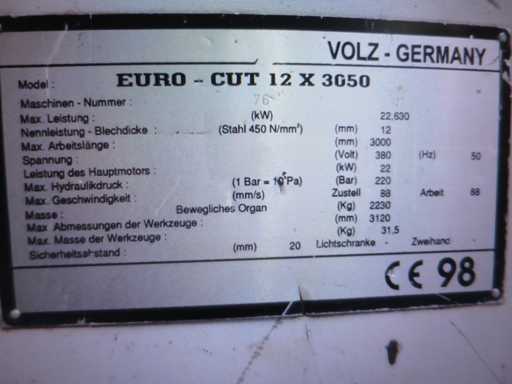 VOLZ - GERMANY
Model : EURO - CUT 12 X 3050
Maschinen - Nummer : 76
Max. Leistung : (kW) 22,630
Nennleistung - Blechdicke : (Stahl 450 N/mm²) (mm) 12
Max. Arbeitslänge : (mm) 3000
Spannung : (Volt) 380 (Hz) 50
Leistung des Hauptmotors : (kW) 22
Max. Hydraulikdruck : (1 Bar = 10⁵Pa) (Bar) 220
Max. Geschwindigkeit : (mm/s) Zustell 88 Arbeit 88
Masse : Bewegliches Organ (Kg) 2230
Max. Abmessungen der Werkzeuge : (mm) 3120
Max. Masse der Werkzeuge : (Kg) 31,5
Sicherheitsabstand : (mm) 20 Lichtschranke - Zweihand -
CE 98